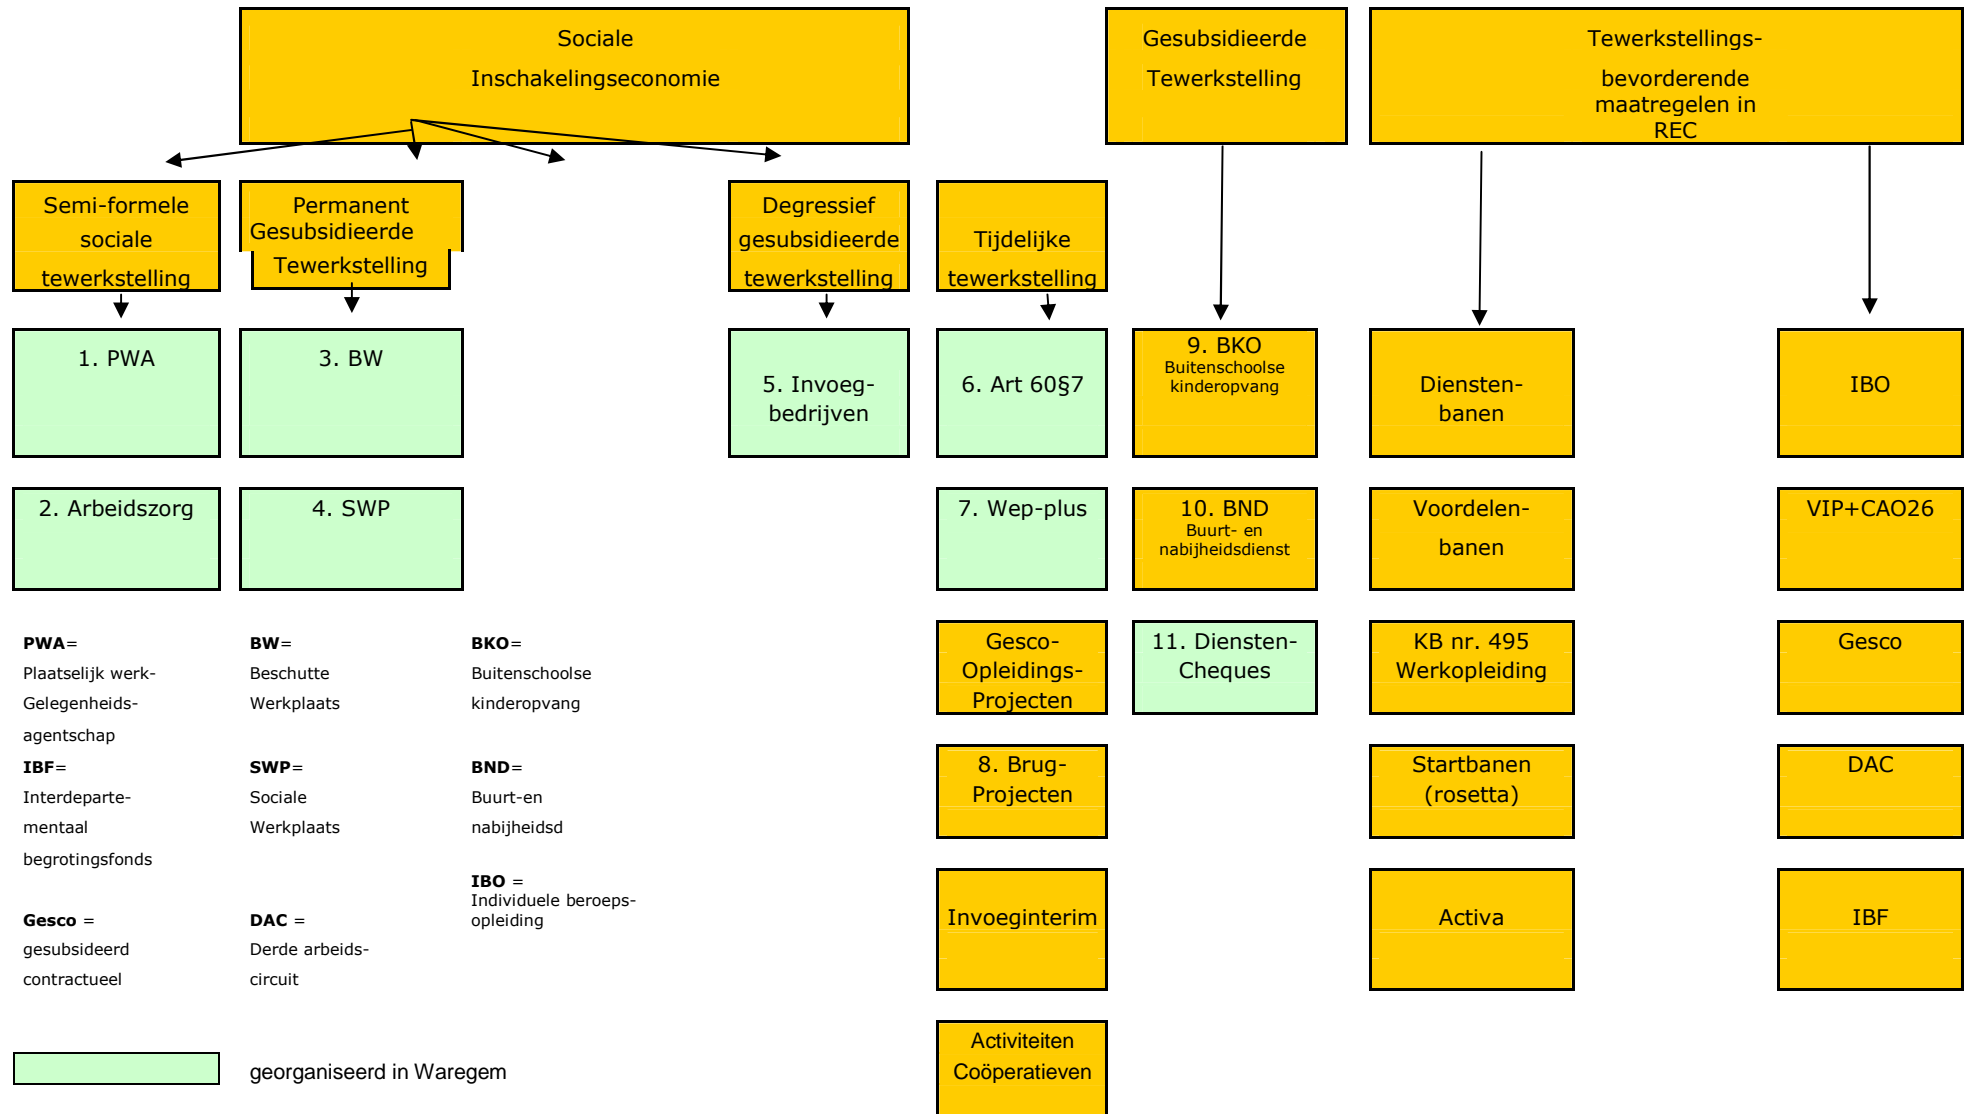 Sociale
Inschakelingseconomie
Gesubsidieerde
Tewerkstelling
Tewerkstellings-
bevorderende
maatregelen in
REC
Semi-formele
sociale
tewerkstelling
Permanent
Gesubsidieerde
Tewerkstelling
Degressief
gesubsidieerde
tewerkstelling
Tijdelijke
tewerkstelling
1. PWA
3. BW
5. Invoeg-
bedrijven
6. Art 60§7
9. BKO
Buitenschoolse
kinderopvang
Diensten-
banen
IBO
2. Arbeidszorg
4. SWP
7. Wep-plus
10. BND
Buurt- en
nabijheidsdienst
Voordelen-
banen
VIP+CAO26
Gesco-
Opleidings-
Projecten
11. Diensten-
Cheques
KB nr. 495
Werkopleiding
Gesco
8. Brug-
Projecten
Startbanen
(rosetta)
DAC
Invoeginterim
Activa
IBF
Activiteiten
Coöperatieven
PWA=
Plaatselijk werk-
Gelegenheids-
agentschap
BW=
Beschutte
Werkplaats
BKO=
Buitenschoolse
kinderopvang
IBF=
Interdeparte-
mentaal
begrotingsfonds
SWP=
Sociale
Werkplaats
BND=
Buurt-en
nabijheidsd
IBO =
Individuele beroeps-
opleiding
Gesco =
gesubsideerd
contractueel
DAC =
Derde arbeids-
circuit
georganiseerd in Waregem